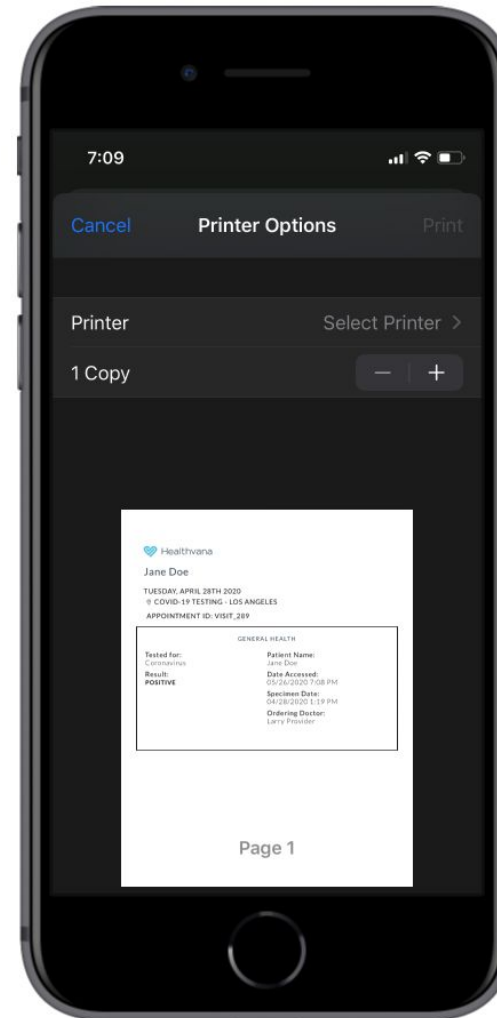 7:09
Cancel Printer Options Print
Printer Select Printer >
1 Copy − +
Healthvana
Jane Doe
TUESDAY, APRIL 28TH 2020
COVID-19 TESTING - LOS ANGELES
APPOINTMENT ID: VISIT_289
GENERAL HEALTH
Tested for:
Coronavirus
Result:
POSITIVE
Patient Name:
Jane Doe
Date Accessed:
05/26/2020 7:08 PM
Specimen Date:
04/28/2020 1:19 PM
Ordering Doctor:
Larry Provider
Page 1